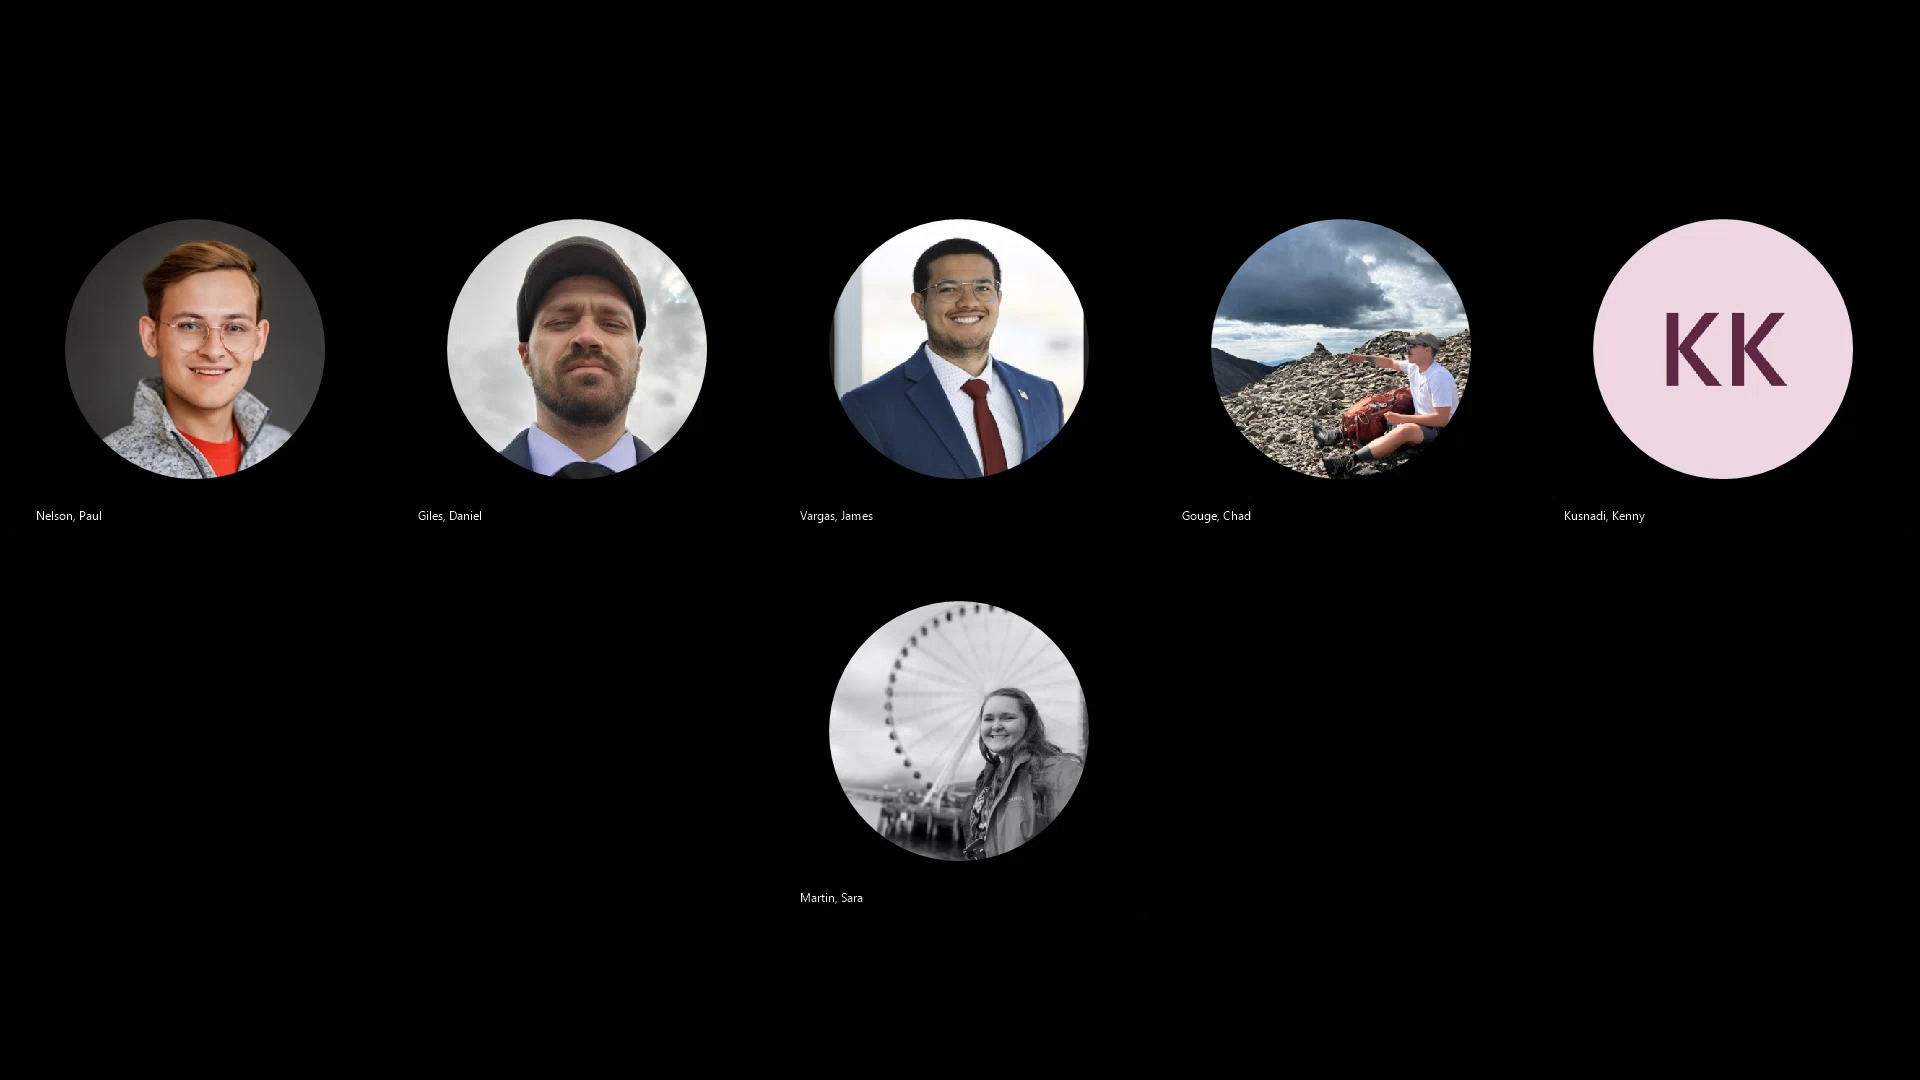 KK
Nelson, Paul
Giles, Daniel
Vargas, James
Gouge, Chad
Kusnadi, Kenny
Martin, Sara